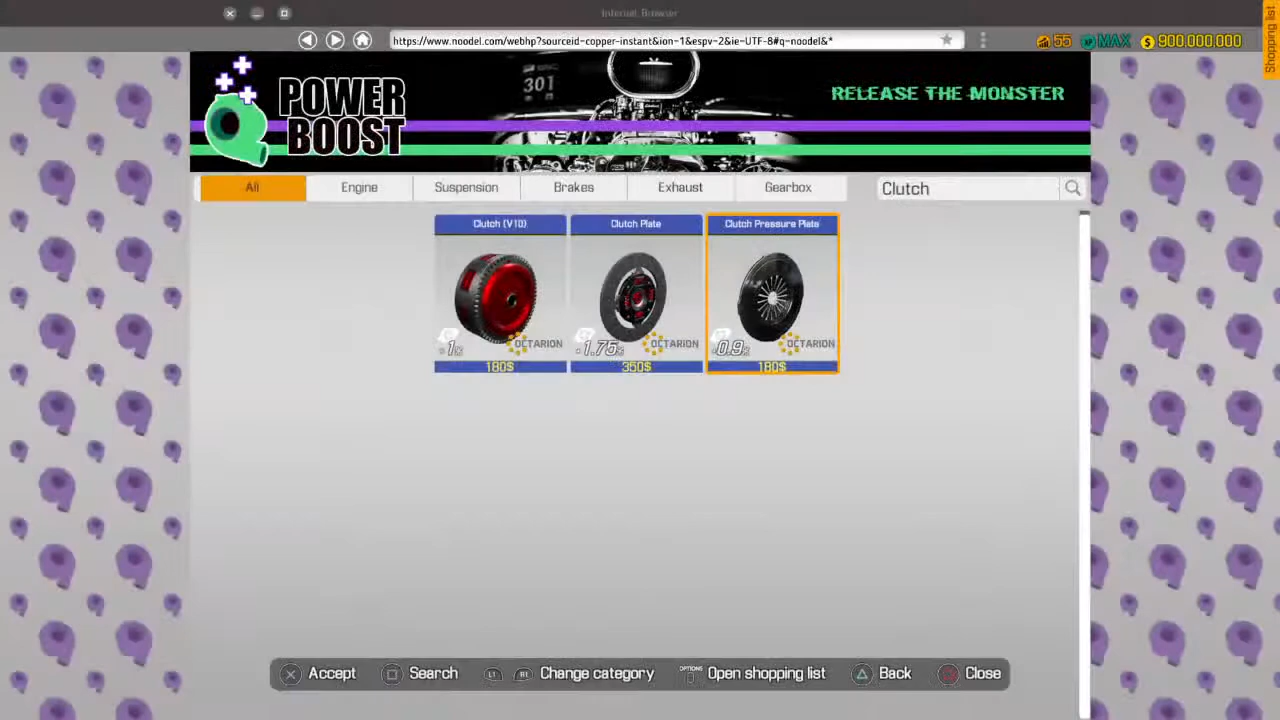 Internet Browser
https://www.noodel.com/webhp?sourceid-copper-instant&ion-1&espv-2&ie-UTF-8#q-noodel&*
55
MAX
$ 900,000,000
Shopping list
POWER
BOOST
301
RELEASE THE MONSTER
All
Engine
Suspension
Brakes
Exhaust
Gearbox
Clutch
Clutch (V10)
Clutch Plate
Clutch Pressure Plate
OCTARION
OCTARION
OCTARION
180$
350$
180$
Accept
Search
L1
R1
Change category
OPTIONS
Open shopping list
Back
Close